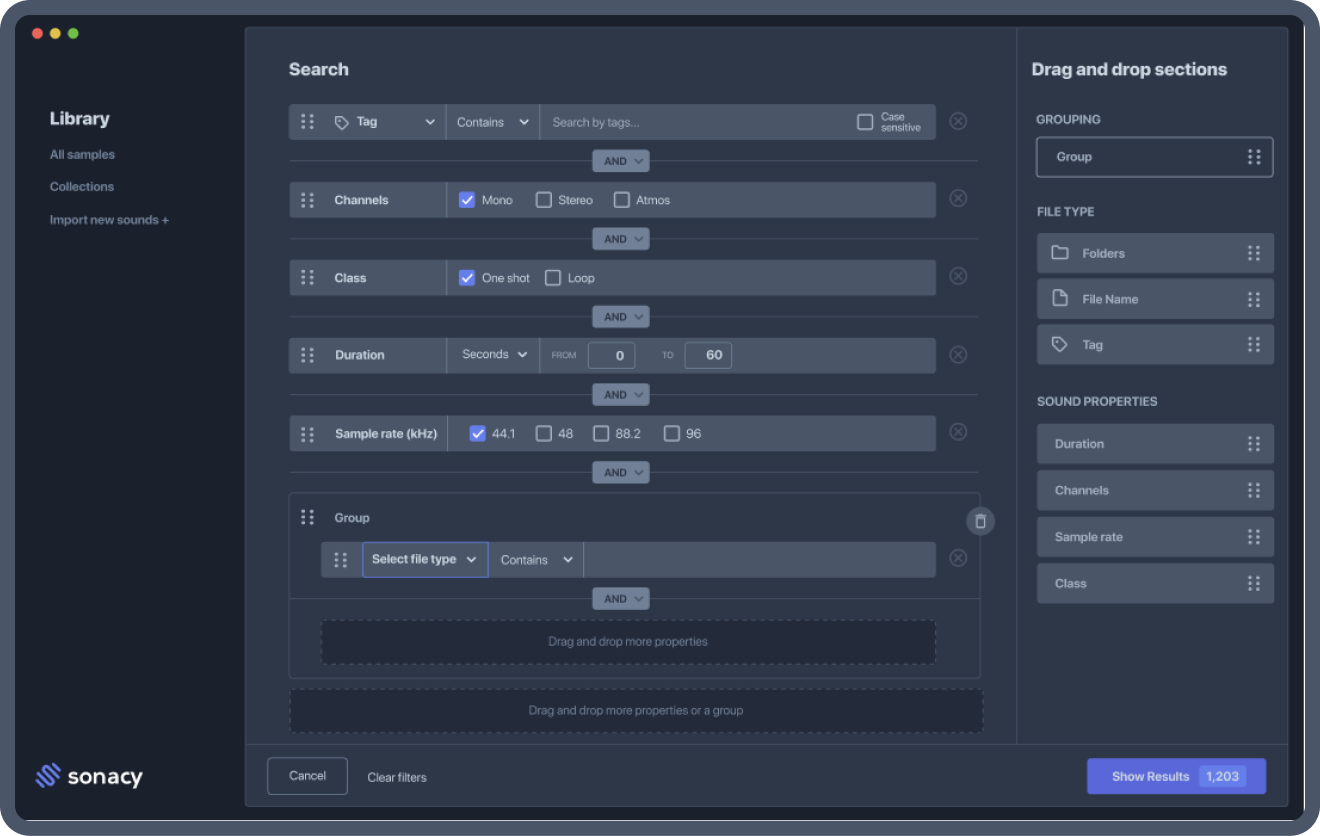 Library
All samples
Collections
Import new sounds +
sonacy
Search
Tag Contains Search by tags... Case sensitive
AND
Channels Mono Stereo Atmos
AND
Class One shot Loop
AND
Duration Seconds FROM 0 TO 60
AND
Sample rate (kHz) 44.1 48 88.2 96
AND
Group
Select file type Contains
AND
Drag and drop more properties
Drag and drop more properties or a group
Cancel Clear filters Show Results 1,203
Drag and drop sections
GROUPING
Group
FILE TYPE
Folders
File Name
Tag
SOUND PROPERTIES
Duration
Channels
Sample rate
Class